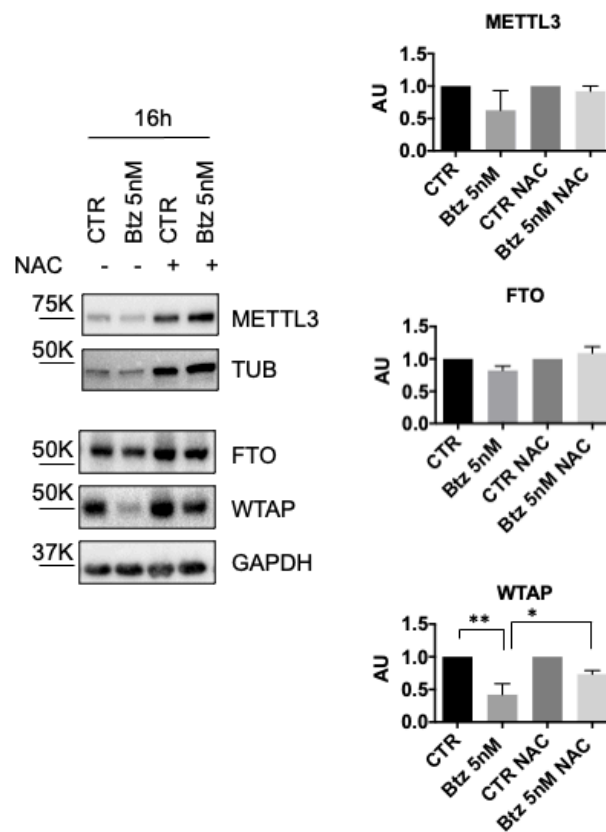 16h
CTR
Btz 5nM
CTR
Btz 5nM
NAC - - + +
75K
METTL3
50K
TUB
50K
FTO
50K
WTAP
37K
GAPDH
METTL3
AU
1.5
1.0
0.5
0.0
CTR
Btz 5nM
CTR NAC
Btz 5nM NAC
FTO
AU
1.5
1.0
0.5
0.0
CTR
Btz 5nM
CTR NAC
Btz 5nM NAC
WTAP
AU
1.5
1.0
0.5
0.0
**
*
CTR
Btz 5nM
CTR NAC
Btz 5nM NAC